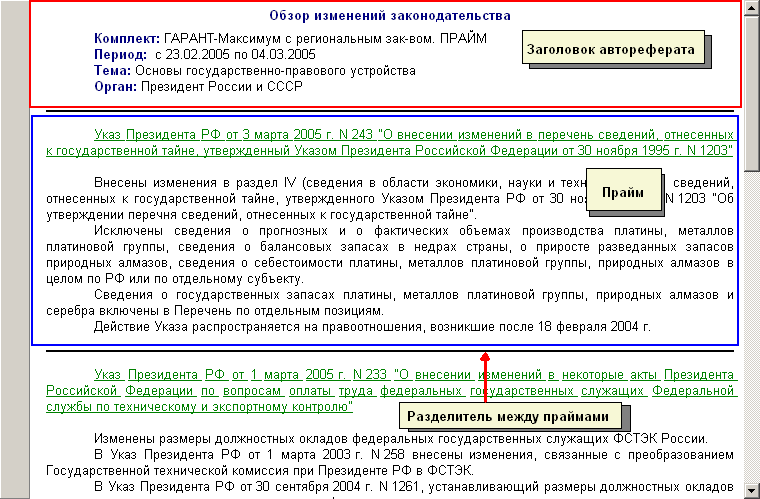 Обзор изменений законодательства
Комплект: ГАРАНТ-Максимум с региональным зак-вом. ПРАЙМ
Период: с 23.02.2005 по 04.03.2005
Тема: Основы государственно-правового устройства
Орган: Президент России и СССР
Заголовок автореферата
Указ Президента РФ от 3 марта 2005 г. N 243 "О внесении изменений в перечень сведений, отнесенных
к государственной тайне, утвержденный Указом Президента Российской Федерации от 30 ноября 1995 г. N 1203"
Внесены изменения в раздел IV (сведения в области экономики, науки и техн сведений,
Прайм
отнесенных к государственной тайне, утвержденного Указом Президента РФ от 30 ноя N 1203 "Об
утверждении перечня сведений, отнесенных к государственной тайне".
Исключены сведения о прогнозных и о фактических объемах производства платины, металлов
платиновой группы, сведения о балансовых запасах в недрах страны, о приросте разведанных запасов
природных алмазов, сведения о себестоимости платины, металлов платиновой группы, природных алмазов в
целом по РФ или по отдельному субъекту.
Сведения о государственных запасах платины, металлов платиновой группы, природных алмазов и
серебра включены в Перечень по отдельным позициям.
Действие Указа распространяется на правоотношения, возникшие после 18 февраля 2004 г.
Указ Президента РФ от 1 марта 2005 г. N 233 "О внесении изменений в некоторые акты Президента
Российской Федерации по вопросам оплаты труда федеральных государственных служащих Федеральной
службы по техническому и экспортному контролю"
Разделитель между праймами
Изменены размеры должностных окладов федеральных государственных служащих ФСТЭК России.
В Указ Президента РФ от 1 марта 2003 г. N 258 внесены изменения, связанные с преобразованием
Государственной технической комиссии при Президенте РФ в ФСТЭК.
В Указ Президента РФ от 30 сентября 2004 г. N 1261, устанавливающий размеры должностных окладов